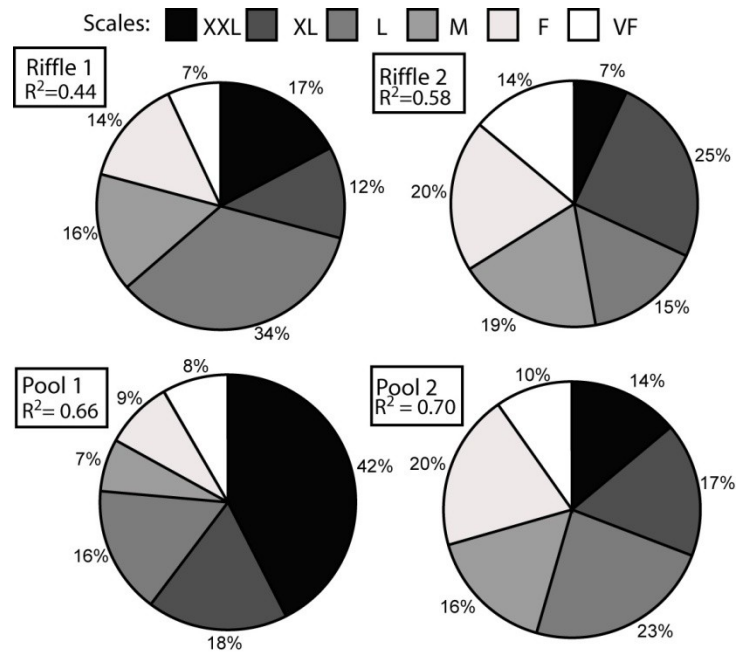 Scales: XXL XL L M F VF
Riffle 1
R²=0.44
7%
17%
14%
12%
16%
34%
Riffle 2
R²=0.58
14%
7%
25%
20%
15%
19%
Pool 1
R²= 0.66
8%
9%
7%
42%
16%
18%
Pool 2
R² = 0.70
10%
14%
20%
17%
16%
23%